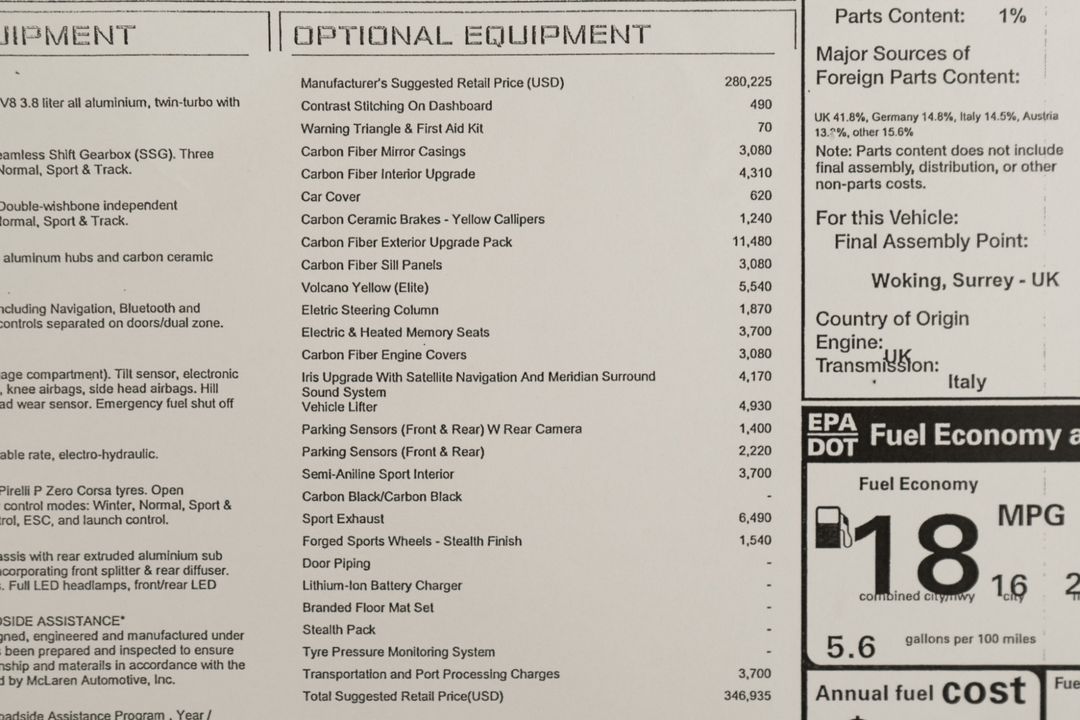 UIPMENT
V8 3.8 liter all aluminium, twin-turbo with
eamless Shift Gearbox (SSG). Three
Normal, Sport & Track.
Double-wishbone independent
Normal, Sport & Track.
aluminum hubs and carbon ceramic
ncluding Navigation, Bluetooth and
controls separated on doors/dual zone.
age compartment). Tilt sensor, electronic
, knee airbags, side head airbags. Hill
ad wear sensor. Emergency fuel shut off
able rate, electro-hydraulic.
Pirelli P Zero Corsa tyres. Open
control modes: Winter, Normal, Sport &
trol, ESC, and launch control.
assis with rear extruded aluminium sub
ncorporating front splitter & rear diffuser.
s. Full LED headlamps, front/rear LED
DSIDE ASSISTANCE*
gned, engineered and manufactured under
s been prepared and inspected to ensure
nship and materails in accordance with the
d by McLaren Automotive, Inc.
oadside Assistance Program , Year /
OPTIONAL EQUIPMENT
Manufacturer's Suggested Retail Price (USD) 280,225
Contrast Stitching On Dashboard 490
Warning Triangle & First Aid Kit 70
Carbon Fiber Mirror Casings 3,080
Carbon Fiber Interior Upgrade 4,310
Car Cover 620
Carbon Ceramic Brakes - Yellow Callipers 1,240
Carbon Fiber Exterior Upgrade Pack 11,480
Carbon Fiber Sill Panels 3,080
Volcano Yellow (Elite) 5,540
Eletric Steering Column 1,870
Electric & Heated Memory Seats 3,700
Carbon Fiber Engine Covers 3,080
Iris Upgrade With Satellite Navigation And Meridian Surround 4,170
Sound System
Vehicle Lifter 4,930
Parking Sensors (Front & Rear) W Rear Camera 1,400
Parking Sensors (Front & Rear) 2,220
Semi-Aniline Sport Interior 3,700
Carbon Black/Carbon Black -
Sport Exhaust 6,490
Forged Sports Wheels - Stealth Finish 1,540
Door Piping -
Lithium-Ion Battery Charger -
Branded Floor Mat Set -
Stealth Pack -
Tyre Pressure Monitoring System -
Transportation and Port Processing Charges 3,700
Total Suggested Retail Price(USD) 346,935
Parts Content: 1%
Major Sources of
Foreign Parts Content:
UK 41.8%, Germany 14.8%, Italy 14.5%, Austria
other 15.6%
Note: Parts content does not include
final assembly, distribution, or other
non-parts costs.
For this Vehicle:
Final Assembly Point:
Woking, Surrey - UK
Country of Origin
Engine:
UK
Transmission:
Italy
EPA
DOT
Fuel Economy a
Fuel Economy
18 MPG
16 2
combined city/hwy city
5.6 gallons per 100 miles
Annual fuel cost
Fue